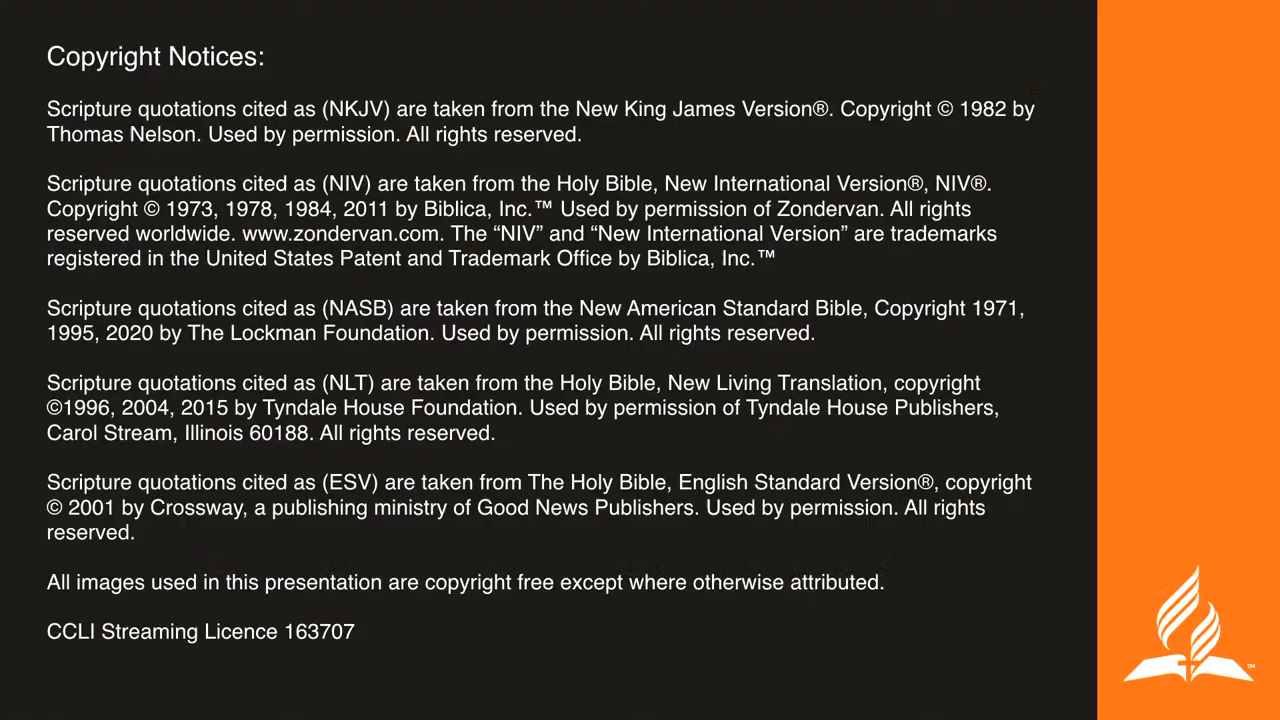 Copyright Notices:
Scripture quotations cited as (NKJV) are taken from the New King James Version®. Copyright © 1982 by
Thomas Nelson. Used by permission. All rights reserved.
Scripture quotations cited as (NIV) are taken from the Holy Bible, New International Version®, NIV®.
Copyright © 1973, 1978, 1984, 2011 by Biblica, Inc.™ Used by permission of Zondervan. All rights
reserved worldwide. www.zondervan.com. The “NIV” and “New International Version” are trademarks
registered in the United States Patent and Trademark Office by Biblica, Inc.™
Scripture quotations cited as (NASB) are taken from the New American Standard Bible, Copyright 1971,
1995, 2020 by The Lockman Foundation. Used by permission. All rights reserved.
Scripture quotations cited as (NLT) are taken from the Holy Bible, New Living Translation, copyright
©1996, 2004, 2015 by Tyndale House Foundation. Used by permission of Tyndale House Publishers,
Carol Stream, Illinois 60188. All rights reserved.
Scripture quotations cited as (ESV) are taken from The Holy Bible, English Standard Version®, copyright
© 2001 by Crossway, a publishing ministry of Good News Publishers. Used by permission. All rights
reserved.
All images used in this presentation are copyright free except where otherwise attributed.
CCLI Streaming Licence 163707
™